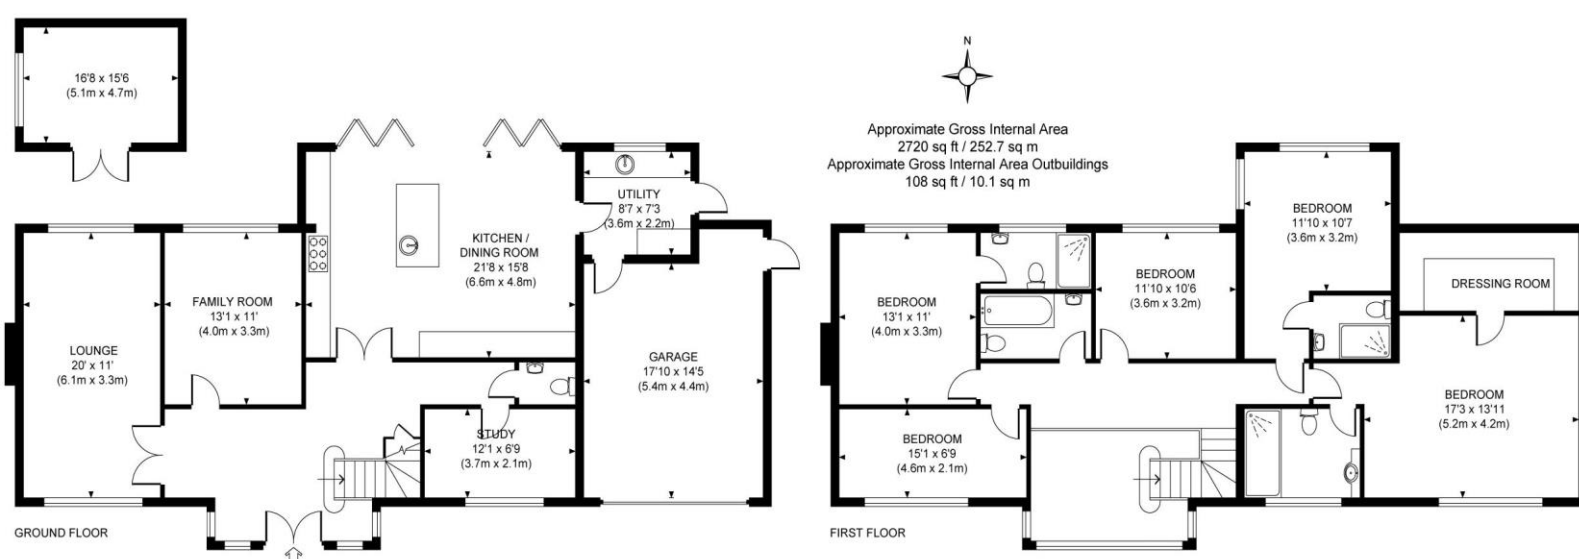 16'8 x 15'6
(5.1m x 4.7m)
N
Approximate Gross Internal Area
2720 sq ft / 252.7 sq m
Approximate Gross Internal Area Outbuildings
108 sq ft / 10.1 sq m
UTILITY
8'7 x 7'3
(3.6m x 2.2m)
KITCHEN /
DINING ROOM
21'8 x 15'8
(6.6m x 4.8m)
FAMILY ROOM
13'1 x 11'
(4.0m x 3.3m)
LOUNGE
20' x 11'
(6.1m x 3.3m)
GARAGE
17'10 x 14'5
(5.4m x 4.4m)
STUDY
12'1 x 6'9
(3.7m x 2.1m)
GROUND FLOOR
BEDROOM
11'10 x 10'7
(3.6m x 3.2m)
BEDROOM
11'10 x 10'6
(3.6m x 3.2m)
DRESSING ROOM
BEDROOM
13'1 x 11'
(4.0m x 3.3m)
BEDROOM
17'3 x 13'11
(5.2m x 4.2m)
BEDROOM
15'1 x 6'9
(4.6m x 2.1m)
FIRST FLOOR